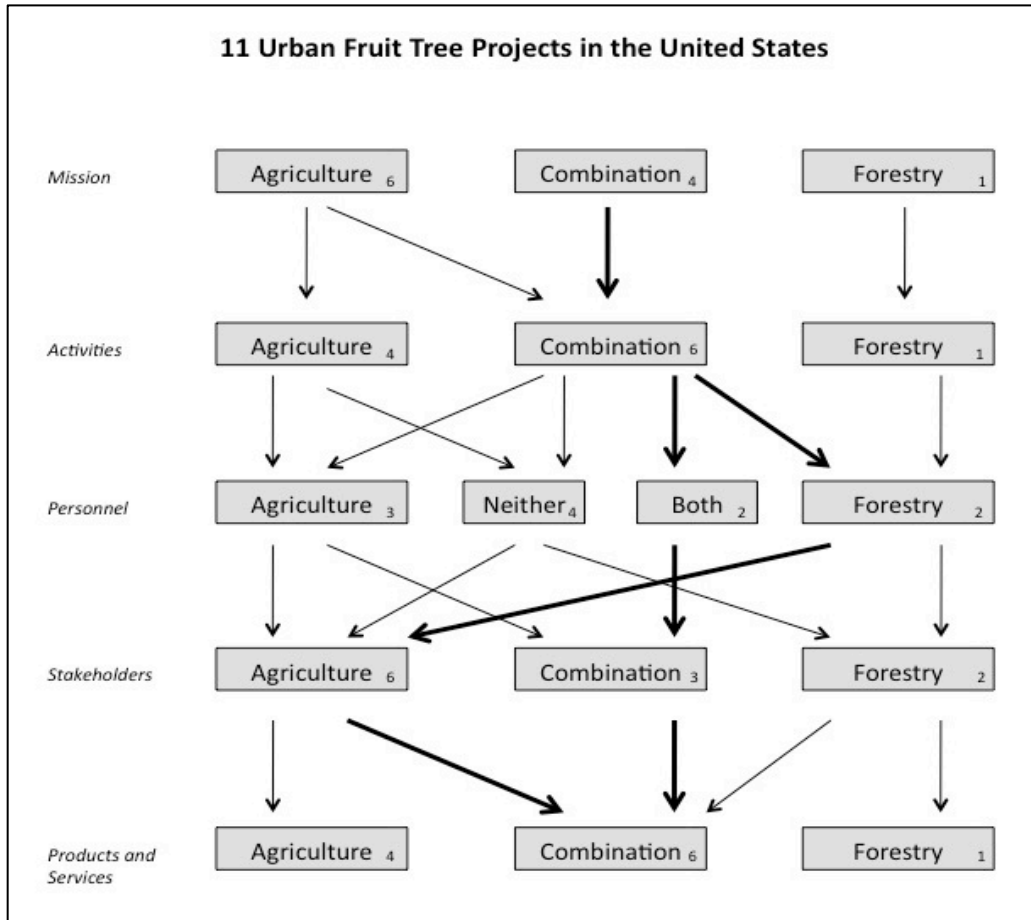 11 Urban Fruit Tree Projects in the United States
Mission
Agriculture 6
Combination 4
Forestry 1
Activities
Agriculture 4
Combination 6
Forestry 1
Personnel
Agriculture 3
Neither 4
Both 2
Forestry 2
Stakeholders
Agriculture 6
Combination 3
Forestry 2
Products and
Services
Agriculture 4
Combination 6
Forestry 1